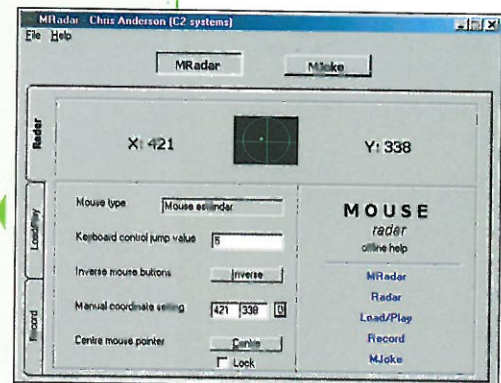 MRadar - Chris Anderson (C2 systems)
File Help
MRadar MJoke
Radar
Load/Play
Record
X: 421
Y: 338
Mouse type Mouse estandar
Keyboard control jump value 5
Inverse mouse buttons Inverse
Manual coordinate setting 421 338
Centre mouse pointer Centre
Lock
MOUSE
radar
offline help
MRadar
Radar
Load/Play
Record
MJoke